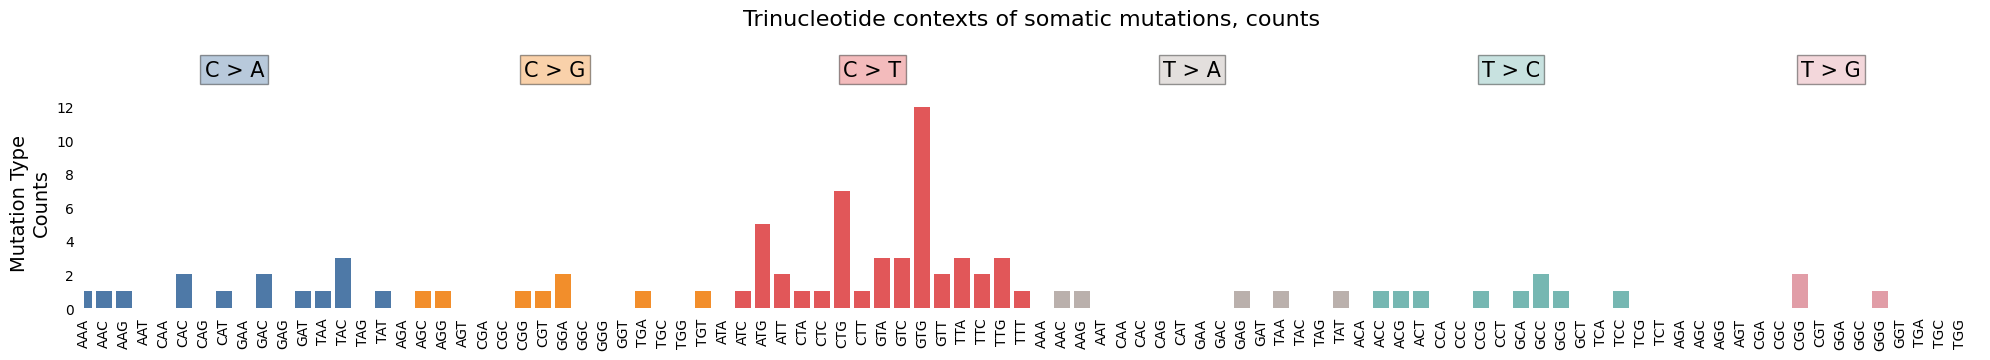 Trinucleotide contexts of somatic mutations, counts
C > A
C > G
C > T
T > A
T > C
T > G
Mutation Type
Counts
12
10
8
6
4
2
0
AAA AAC AAG AAT CAA CAC CAG CAT GAA GAC GAG GAT TAA TAC TAG TAT AGA AGC AGG AGT CGA CGC CGG CGT GGA GGC GGG GGT TGA TGC TGG TGT ATA ATC ATG ATT CTA CTC CTG CTT GTA GTC GTG GTT TTA TTC TTG TTT AAA AAC AAG AAT CAA CAC CAG CAT GAA GAC GAG GAT TAA TAC TAG TAT ACA ACC ACG ACT CCA CCC CCG CCT GCA GCC GCG GCT TCA TCC TCG TCT AGA AGC AGG AGT CGA CGC CGG CGT GGA GGC GGG GGT TGA TGC TGG